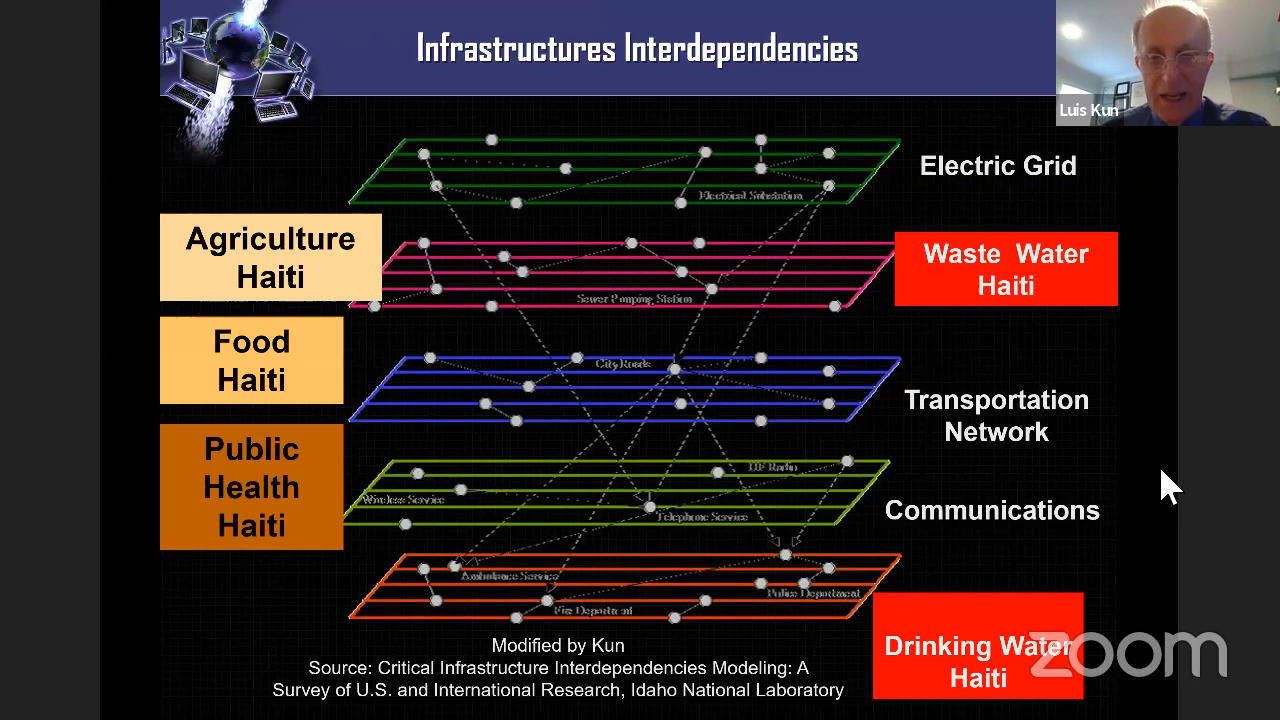 Infrastructures Interdependencies
Luis Kun
Electric Grid
Electrical Substation
Agriculture
Haiti
Waste Water
Haiti
Sewer Pumping Station
Food
Haiti
City Roads
Transportation
Network
Public
Health
Haiti
HF Radio
Wireless Service
Telephone Service
Communications
Ambulance Service
Police Department
Fire Department
Drinking Water
Haiti
Modified by Kun
Source: Critical Infrastructure Interdependencies Modeling: A
Survey of U.S. and International Research, Idaho National Laboratory
zoom